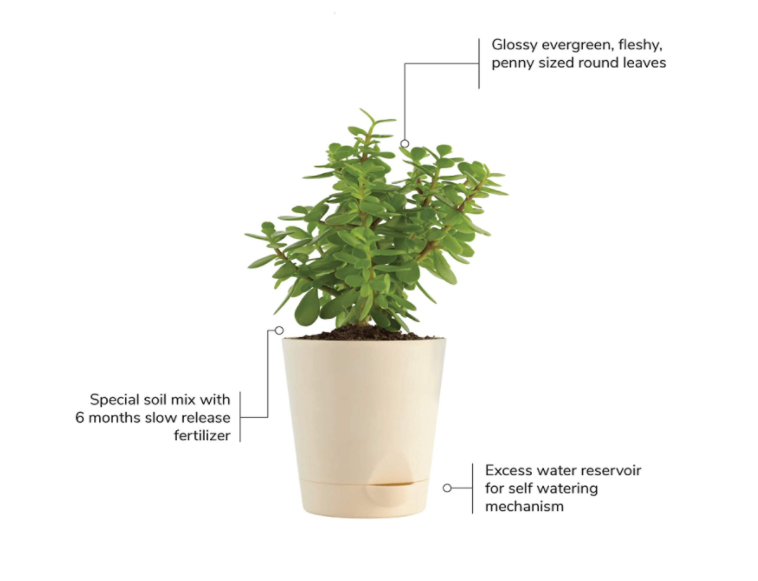 Glossy evergreen, fleshy,
penny sized round leaves
Special soil mix with
6 months slow release
fertilizer
Excess water reservoir
for self watering
mechanism